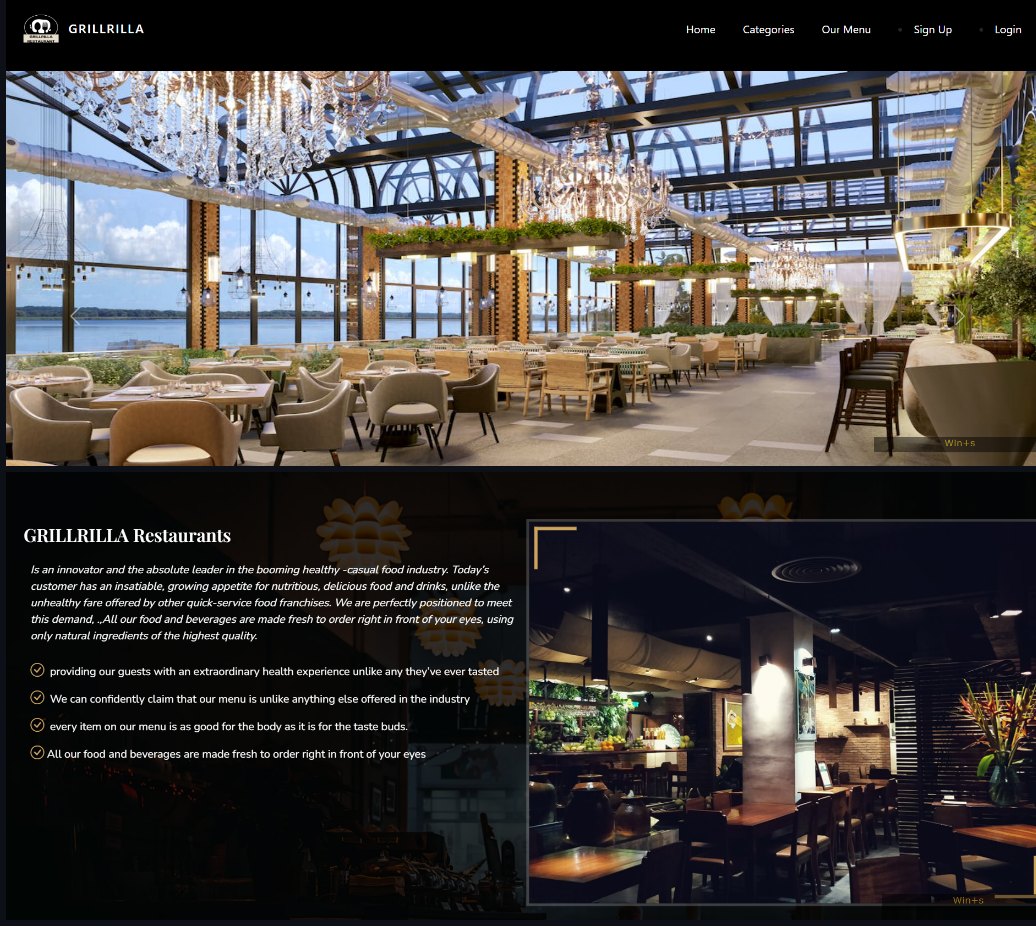 GRILLRILLA
GRILLRILLA
RESTAURANT
Home
Categories
Our Menu
Sign Up
Login
Win+s
GRILLRILLA Restaurants
Is an innovator and the absolute leader in the booming healthy -casual food industry. Today's
customer has an insatiable, growing appetite for nutritious, delicious food and drinks, unlike the
unhealthy fare offered by other quick-service food franchises. We are perfectly positioned to meet
this demand, .,All our food and beverages are made fresh to order right in front of your eyes, using
only natural ingredients of the highest quality.
providing our guests with an extraordinary health experience unlike any they've ever tasted
We can confidently claim that our menu is unlike anything else offered in the industry
every item on our menu is as good for the body as it is for the taste buds.
All our food and beverages are made fresh to order right in front of your eyes
Win+s